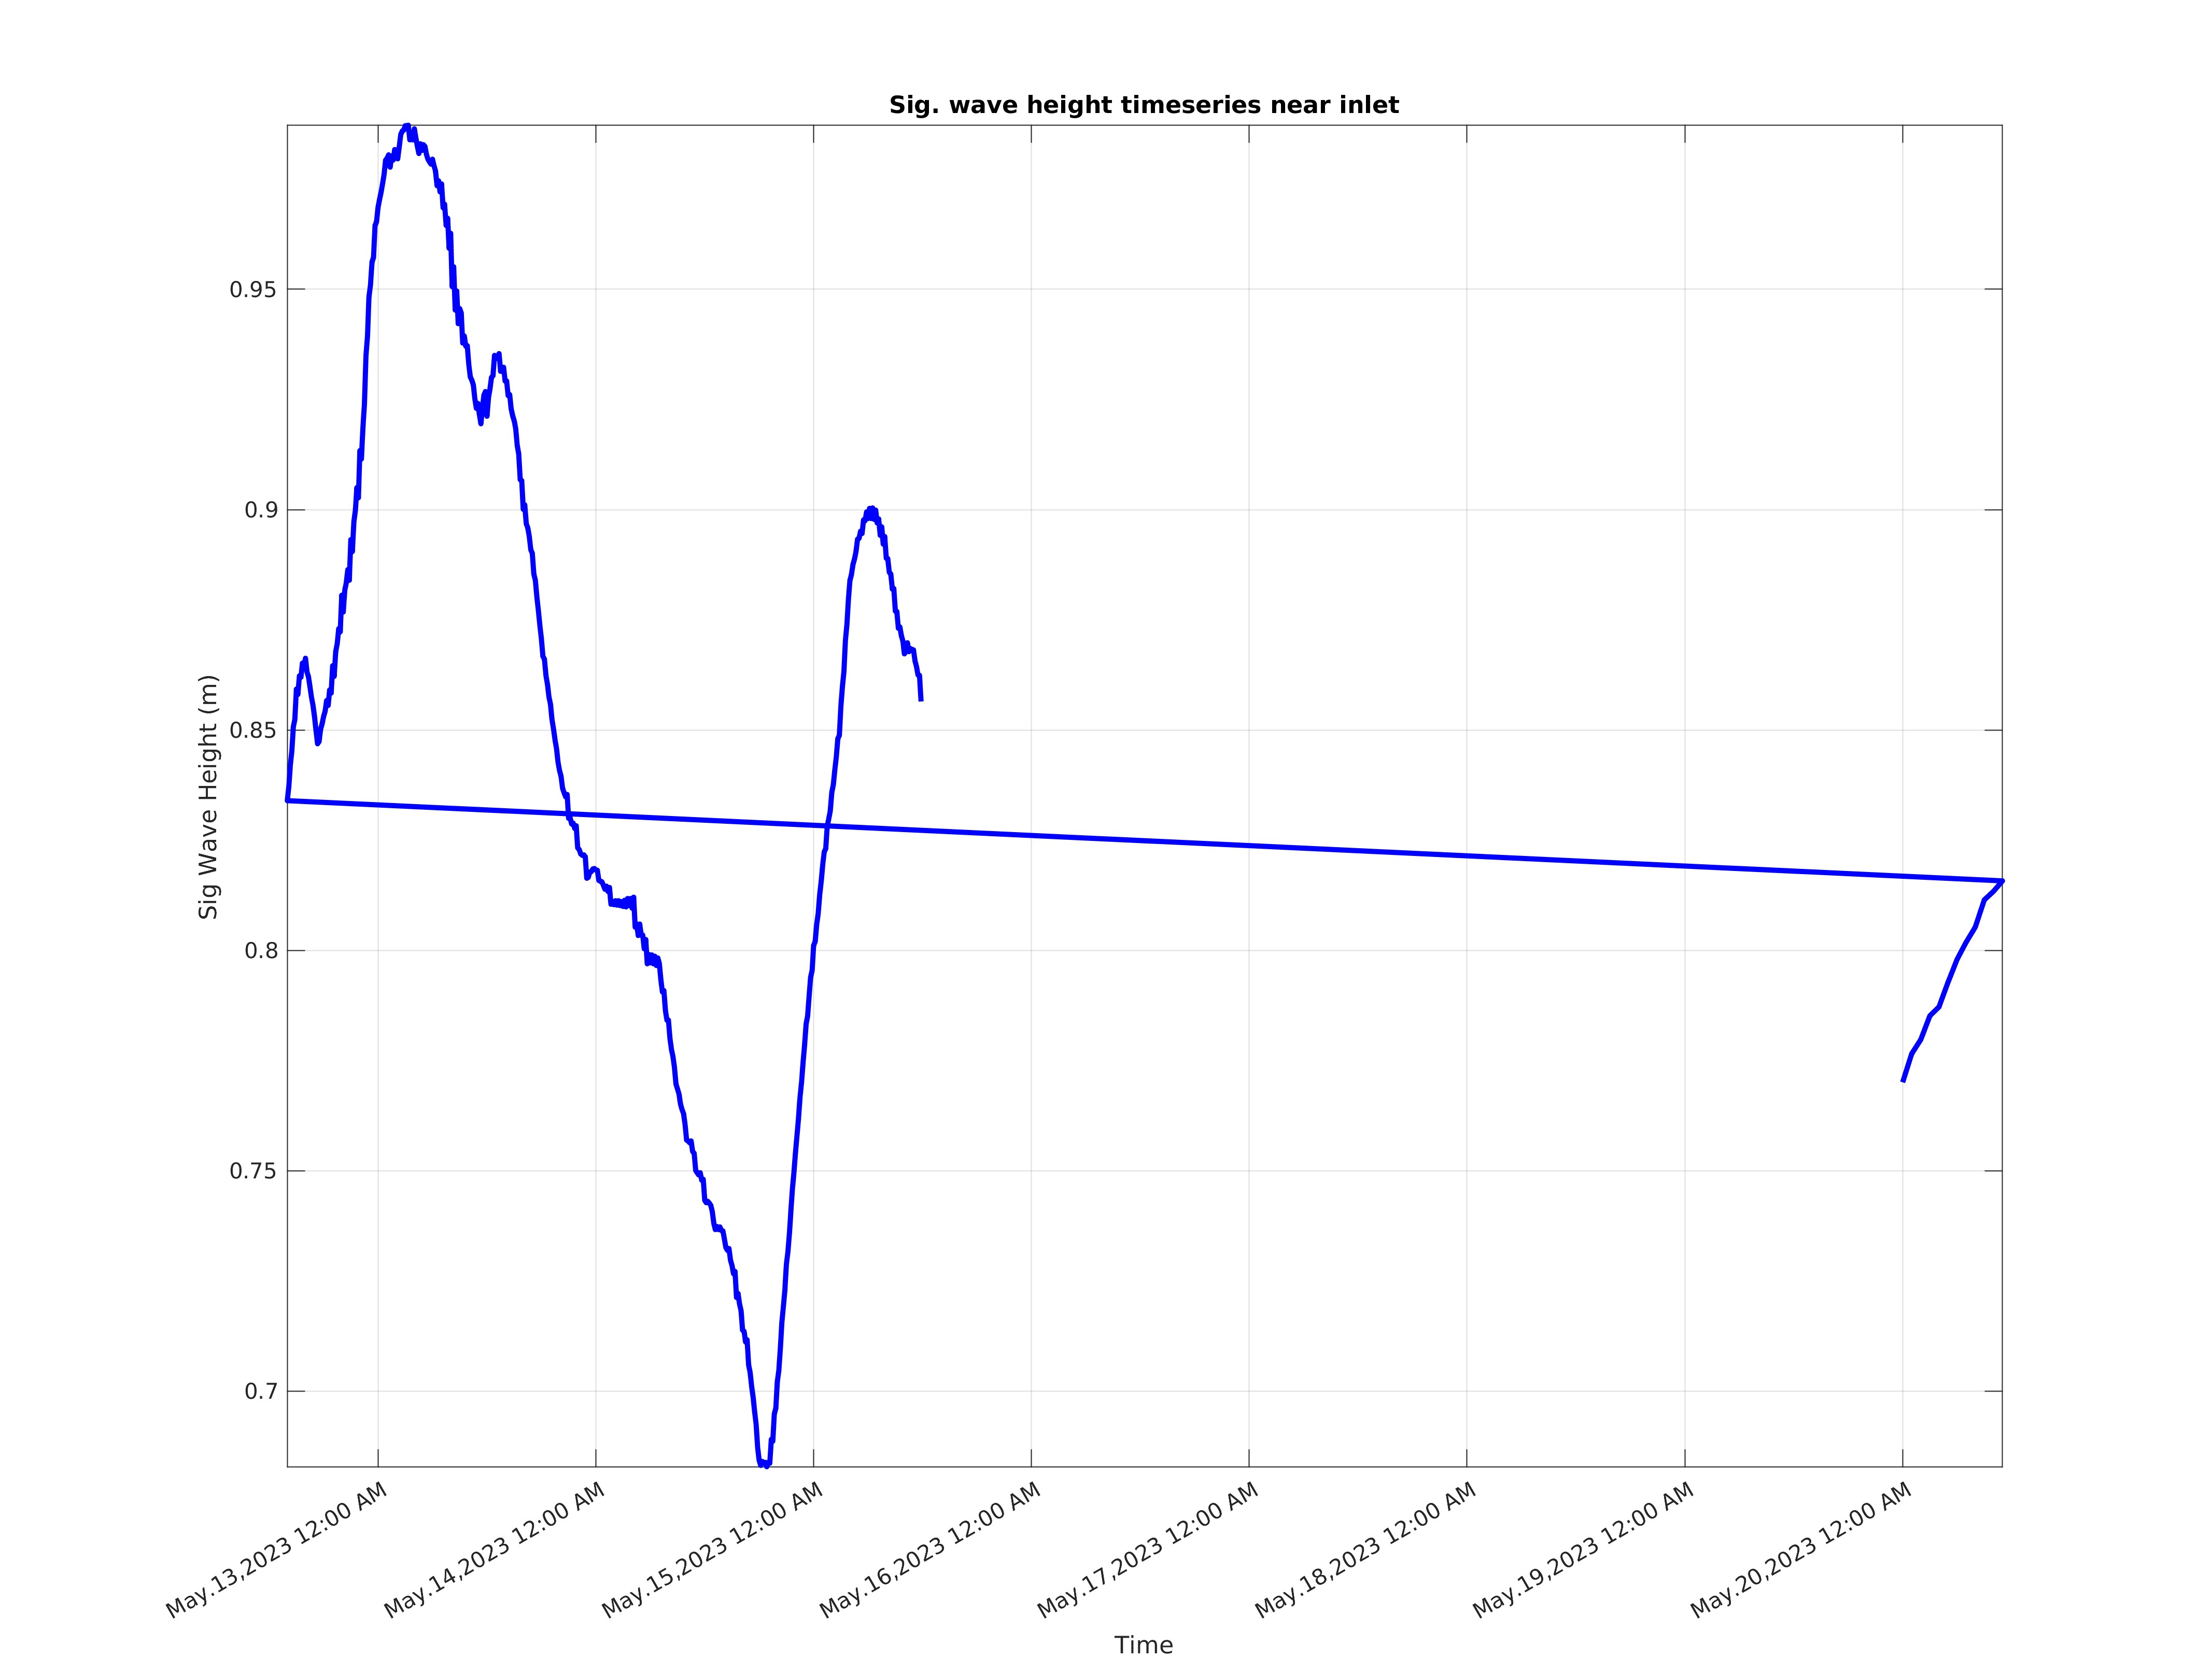 Sig. wave height timeseries near inlet
Sig Wave Height (m)
0.95
0.9
0.85
0.8
0.75
0.7
May.13,2023 12:00 AM
May.14,2023 12:00 AM
May.15,2023 12:00 AM
May.16,2023 12:00 AM
May.17,2023 12:00 AM
May.18,2023 12:00 AM
May.19,2023 12:00 AM
May.20,2023 12:00 AM
Time